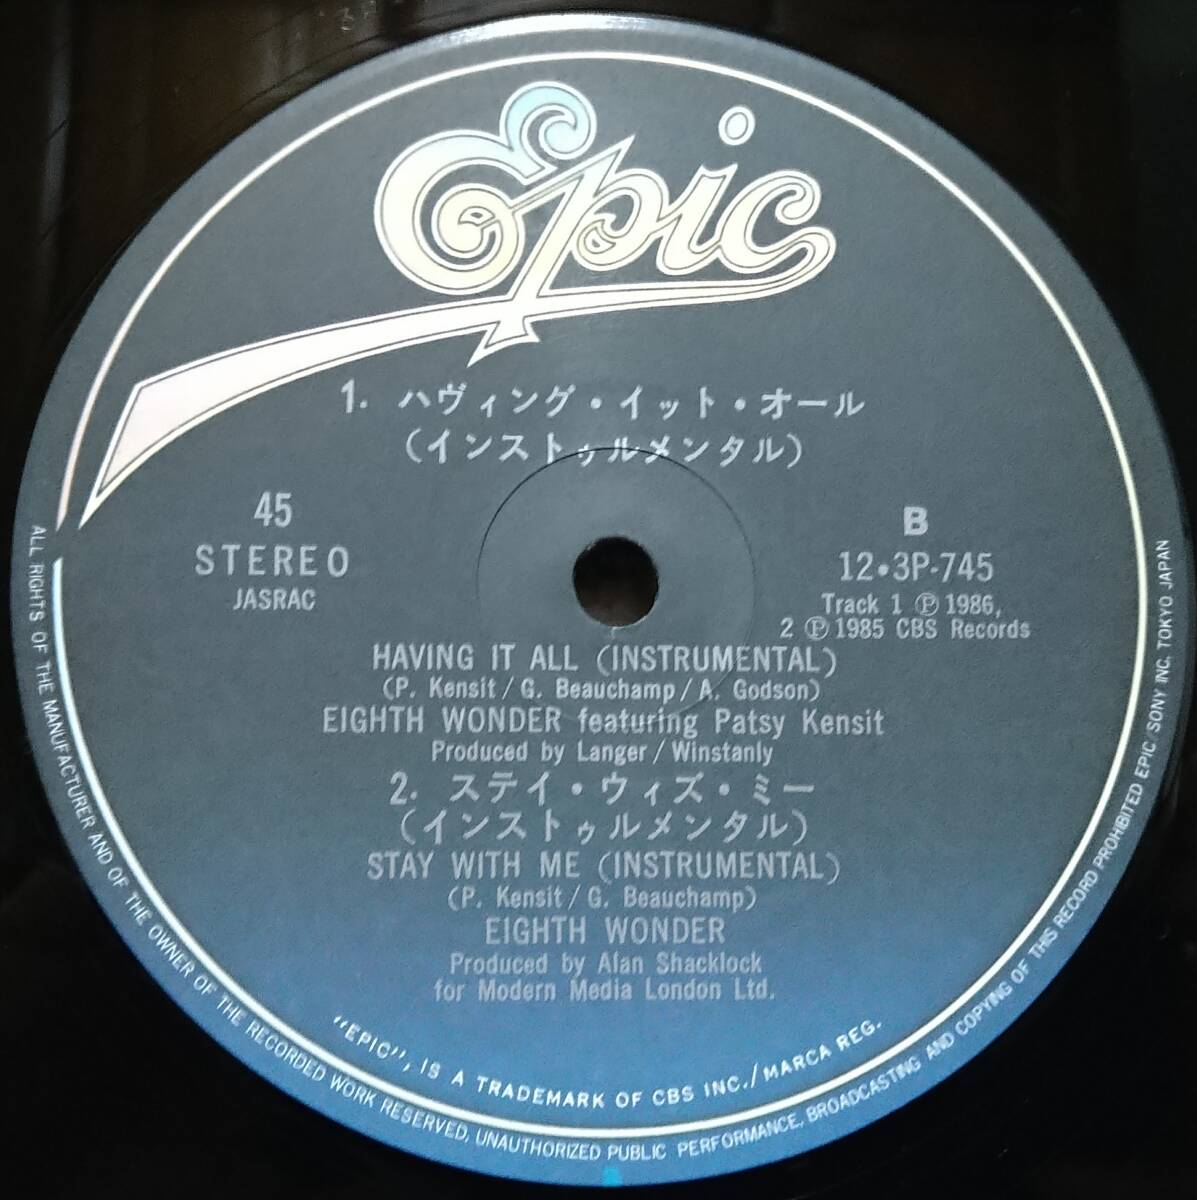 Epic
1. ハヴィング・イット・オール
(インストゥルメンタル)
45
STEREO
JASRAC
B
12•3P-745
Track 1 Ⓟ 1986,
2 Ⓟ 1985 CBS Records
HAVING IT ALL (INSTRUMENTAL)
(P. Kensit / G. Beauchamp / A. Godson)
EIGHTH WONDER featuring Patsy Kensit
Produced by Langer / Winstanly
2. ステイ・ウィズ・ミー
(インストゥルメンタル)
STAY WITH ME (INSTRUMENTAL)
(P. Kensit / G. Beauchamp)
EIGHTH WONDER
Produced by Alan Shacklock
for Modern Media London Ltd.
"EPIC", IS A TRADEMARK OF CBS INC./MARCA REG.
ALL RIGHTS OF THE MANUFACTURER AND OF THE OWNER OF THE RECORDED WORK RESERVED, UNAUTHORIZED PUBLIC PERFORMANCE, BROADCASTING AND COPYING OF THIS RECORD PROHIBITED EPIC/SONY INC. TOKYO JAPAN